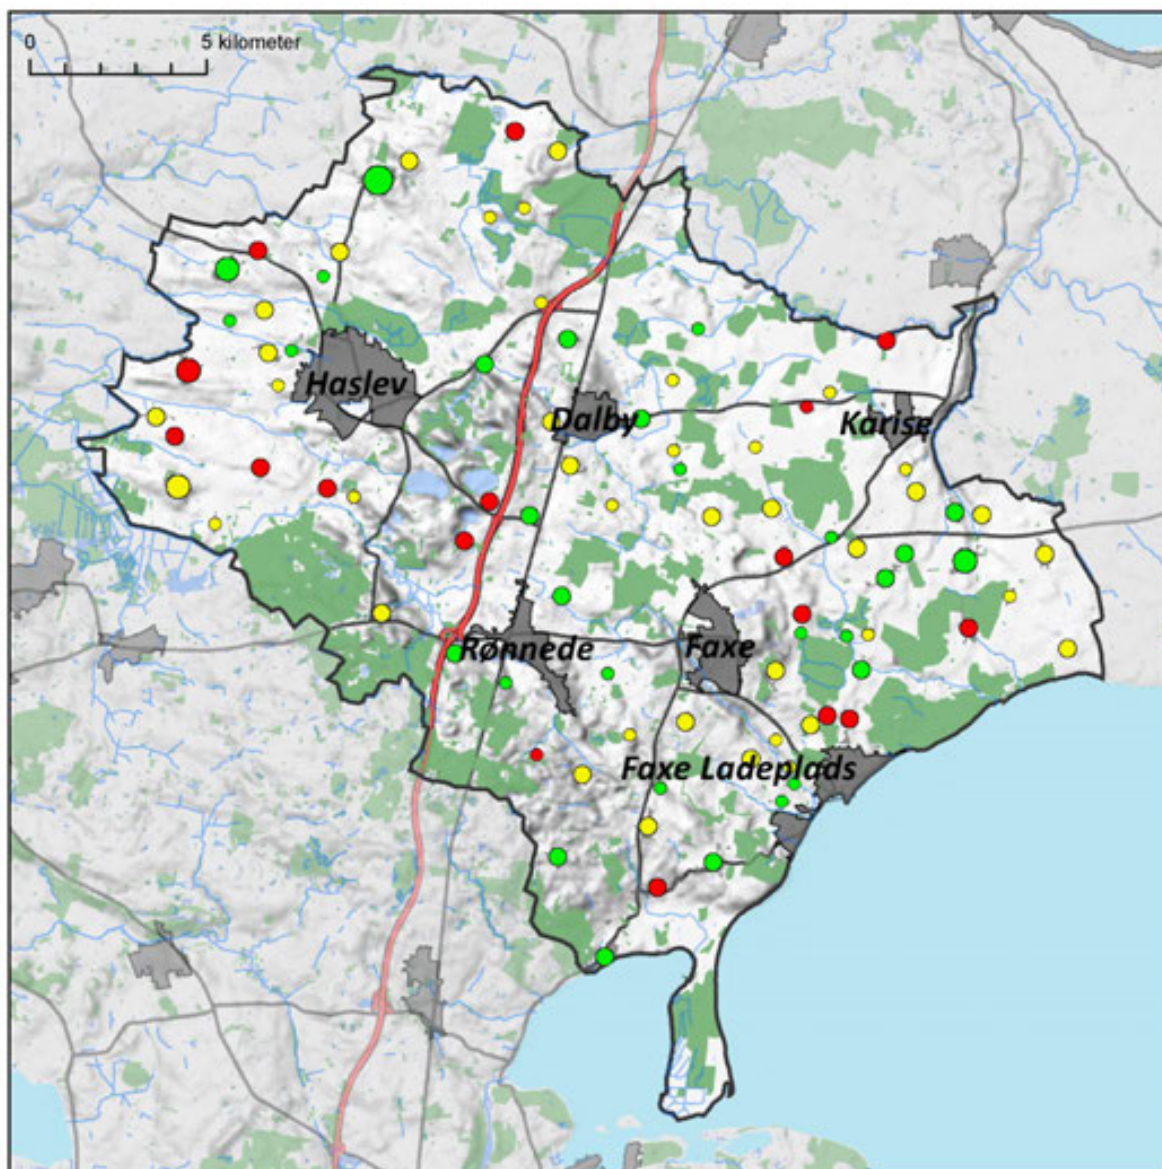 0 5 kilometer
Haslev
Dalby
Karise
Rønnede
Faxe
Faxe Ladeplads